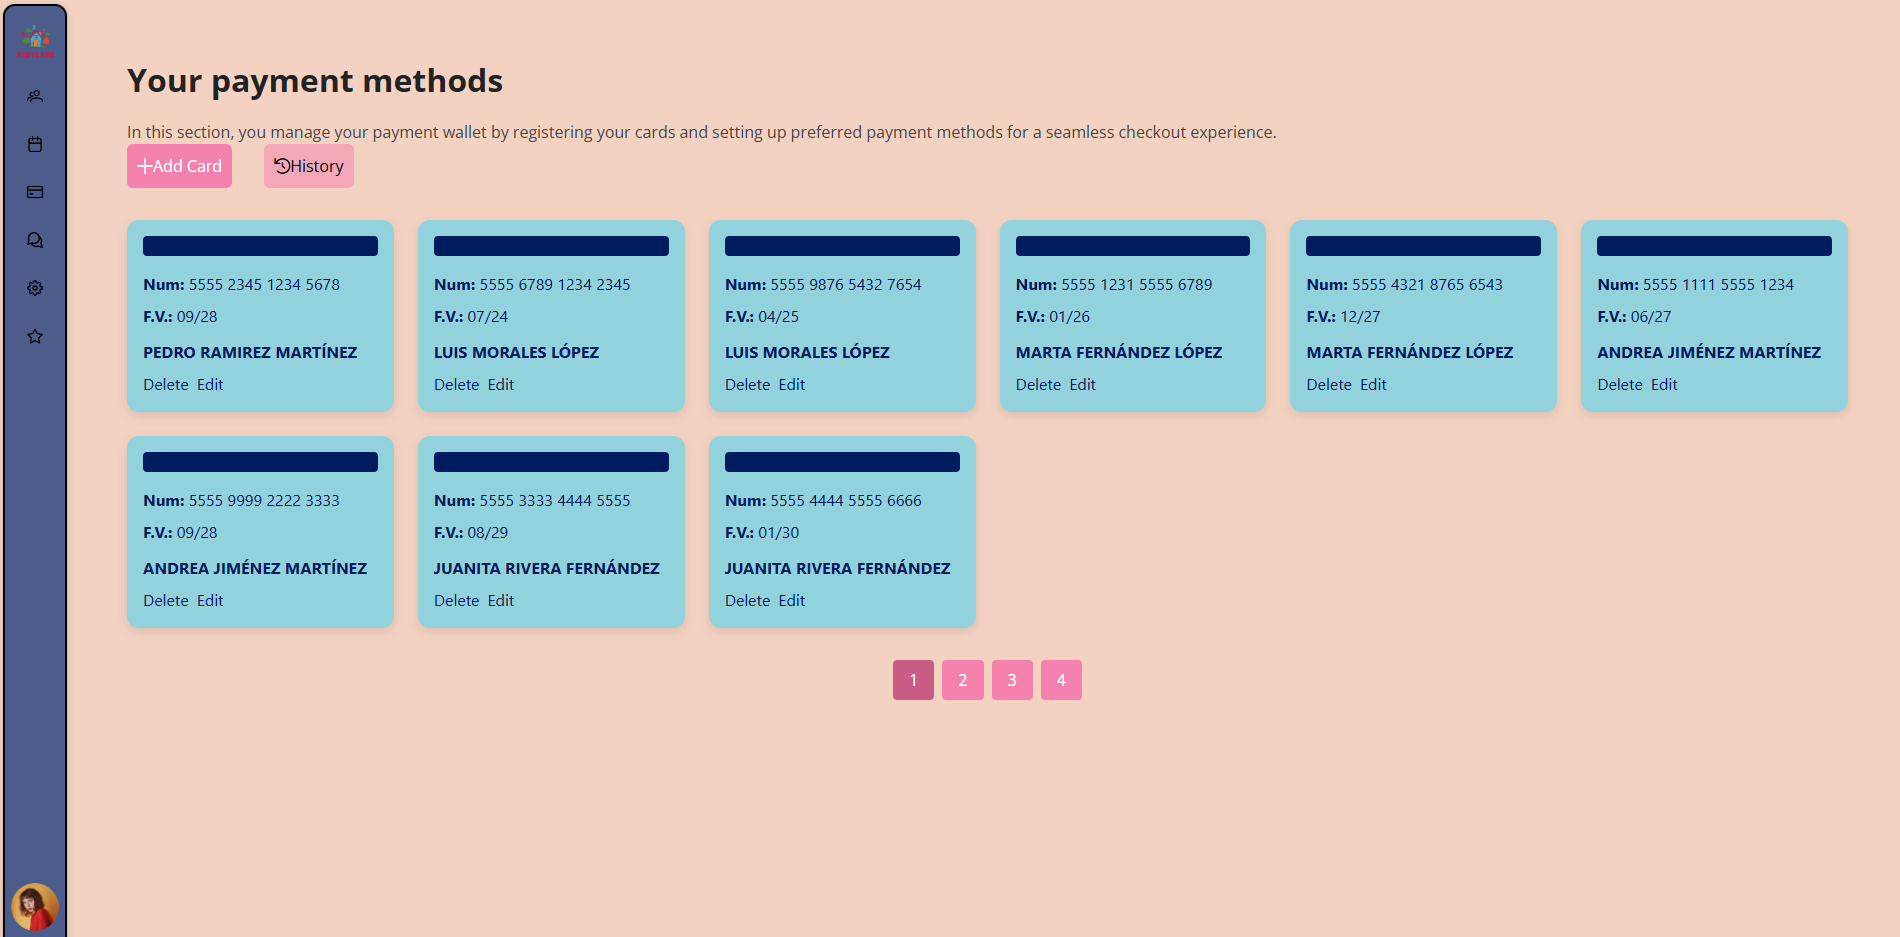 Your payment methods
In this section, you manage your payment wallet by registering your cards and setting up preferred payment methods for a seamless checkout experience.
Add Card
History
Num: 5555 2345 1234 5678
F.V.: 09/28
PEDRO RAMIREZ MARTÍNEZ
Delete Edit
Num: 5555 6789 1234 2345
F.V.: 07/24
LUIS MORALES LÓPEZ
Delete Edit
Num: 5555 9876 5432 7654
F.V.: 04/25
LUIS MORALES LÓPEZ
Delete Edit
Num: 5555 1231 5555 6789
F.V.: 01/26
MARTA FERNÁNDEZ LÓPEZ
Delete Edit
Num: 5555 4321 8765 6543
F.V.: 12/27
MARTA FERNÁNDEZ LÓPEZ
Delete Edit
Num: 5555 1111 5555 1234
F.V.: 06/27
ANDREA JIMÉNEZ MARTÍNEZ
Delete Edit
Num: 5555 9999 2222 3333
F.V.: 09/28
ANDREA JIMÉNEZ MARTÍNEZ
Delete Edit
Num: 5555 3333 4444 5555
F.V.: 08/29
JUANITA RIVERA FERNÁNDEZ
Delete Edit
Num: 5555 4444 5555 6666
F.V.: 01/30
JUANITA RIVERA FERNÁNDEZ
Delete Edit
1 2 3 4